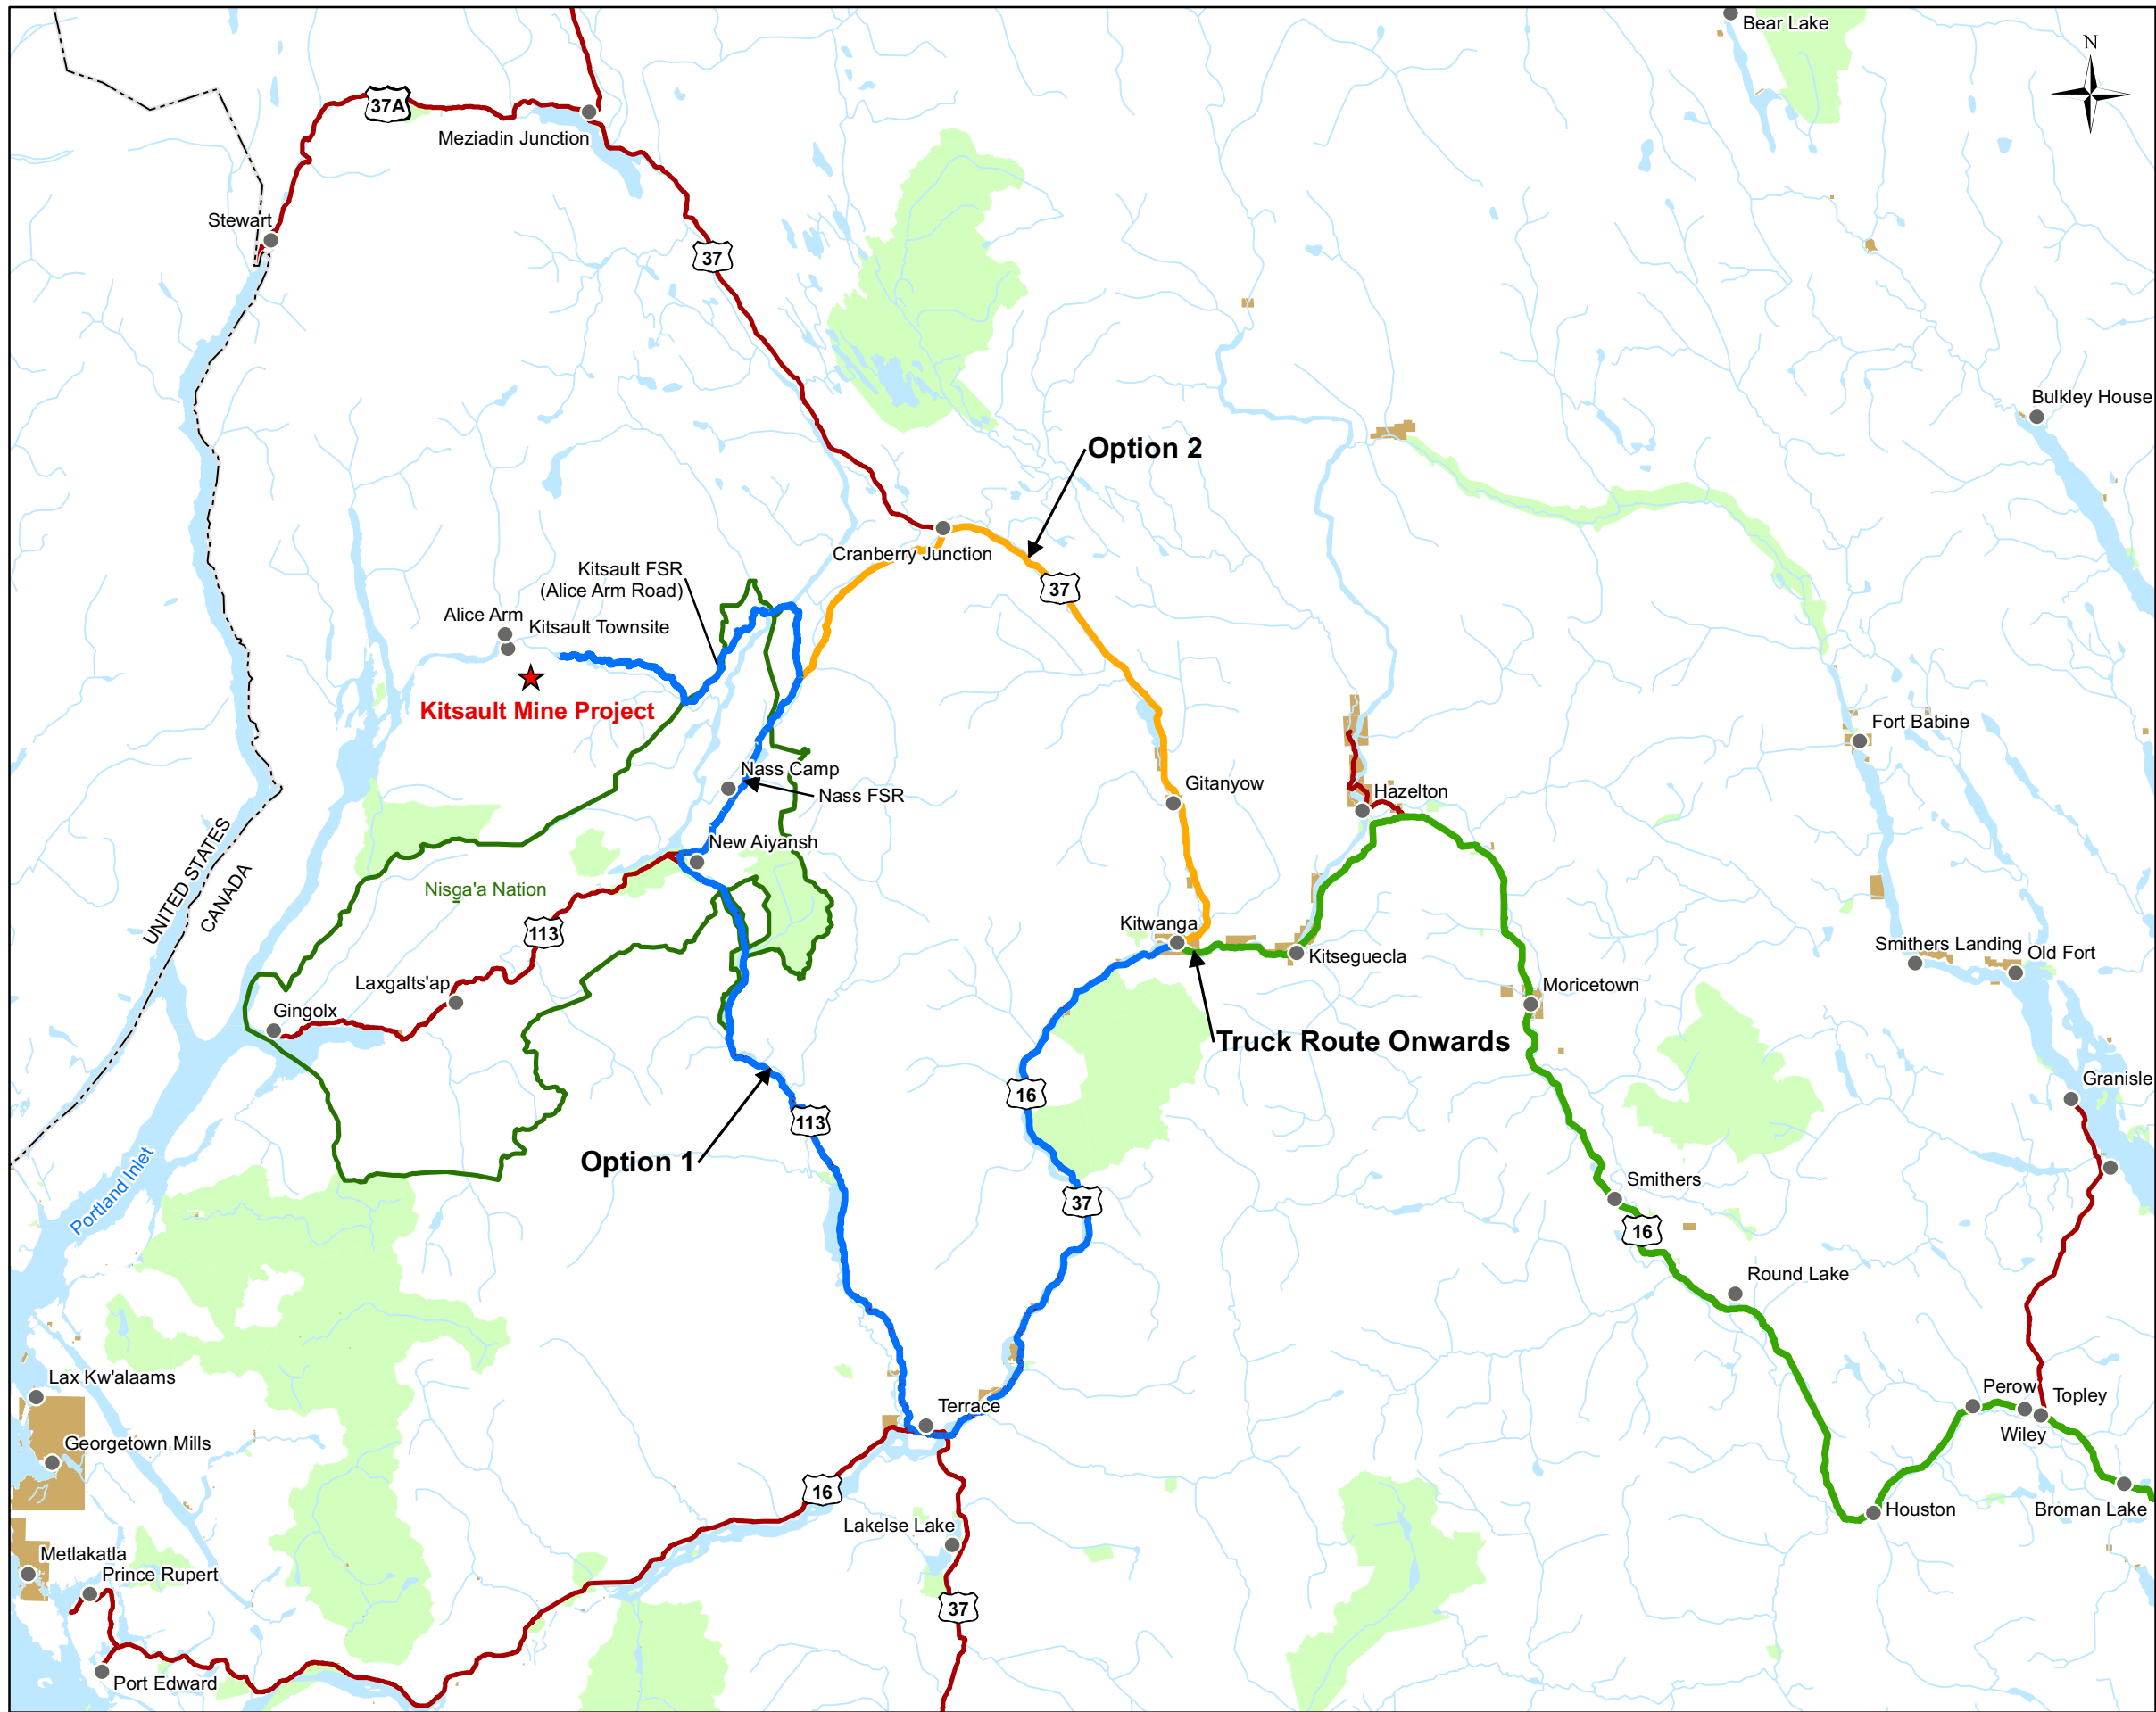 Bear Lake
N
37A
Meziadin Junction
Stewart
37
Bulkley House
Option 2
Cranberry Junction
Kitsault FSR
(Alice Arm Road)
37
Alice Arm
Kitsault Townsite
Kitsault Mine Project
Fort Babine
Nass Camp
Nass FSR
Gitanyow
Hazelton
New Aiyansh
UNITED STATES
CANADA
Nisga'a Nation
113
Kitwanga
Kitseguecla
Smithers Landing
Old Fort
Laxgalts'ap
Moricetown
Gingolx
Truck Route Onwards
Granisle
16
113
Option 1
Portland Inlet
37
Smithers
16
Round Lake
Lax Kw'alaams
Perow
Topley
Terrace
Wiley
Georgetown Mills
16
Houston
Broman Lake
Lakelse Lake
Metlakatla
Prince Rupert
37
Port Edward